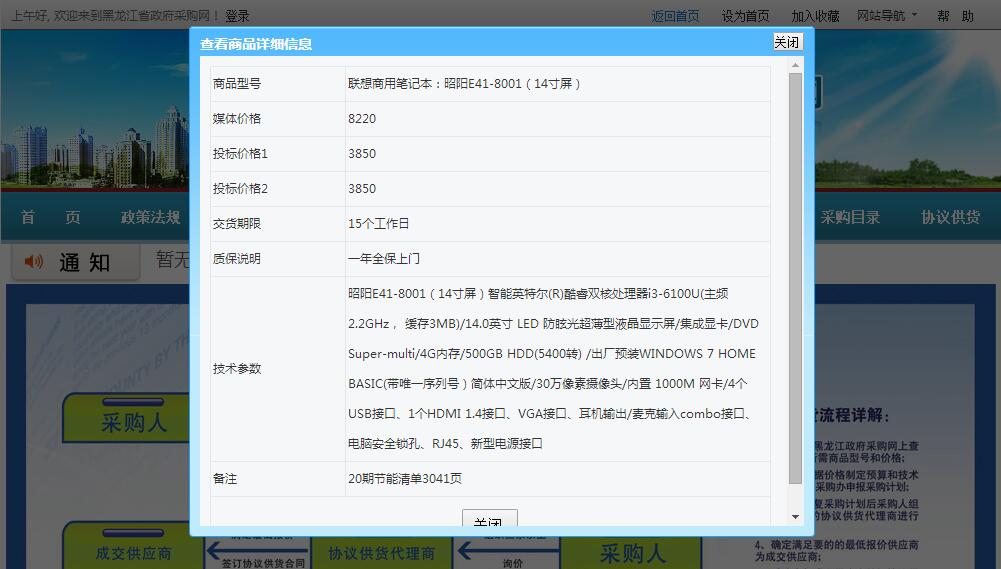 上午好, 欢迎来到黑龙江省政府采购网！ 登录
返回首页 设为首页 加入收藏 网站导航 帮 助
查看商品详细信息 关闭
商品型号 联想商用笔记本：昭阳E41-8001（14寸屏）
媒体价格 8220
投标价格1 3850
投标价格2 3850
交货期限 15个工作日
质保说明 一年全保上门
技术参数
昭阳E41-8001（14寸屏）智能英特尔(R)酷睿双核处理器i3-6100U(主频
2.2GHz， 缓存3MB)/14.0英寸 LED 防眩光超薄型液晶显示屏/集成显卡/DVD
Super-multi/4G内存/500GB HDD(5400转) /出厂预装WINDOWS 7 HOME
BASIC(带唯一序列号）简体中文版/30万像素摄像头/内置 1000M 网卡/4个
USB接口、1个HDMI 1.4接口、VGA接口、耳机输出/麦克输入combo接口、
电脑安全锁孔、RJ45、新型电源接口
备注 20期节能清单3041页
关闭
首 页 政策法规 采购目录 协议供货
通 知 暂无
采购人
流程详解：
黑龙江政府采购网上查
所需商品型号和价格；
据价格制定预算和技术
采购办申报采购计划；
复采购计划后采购人组
的协议供货代理商进行
4、确定满足要的的最低报价供应商
为成交供应商；
成交供应商 签订协议供货合同 协议供货代理商 询价 采购人